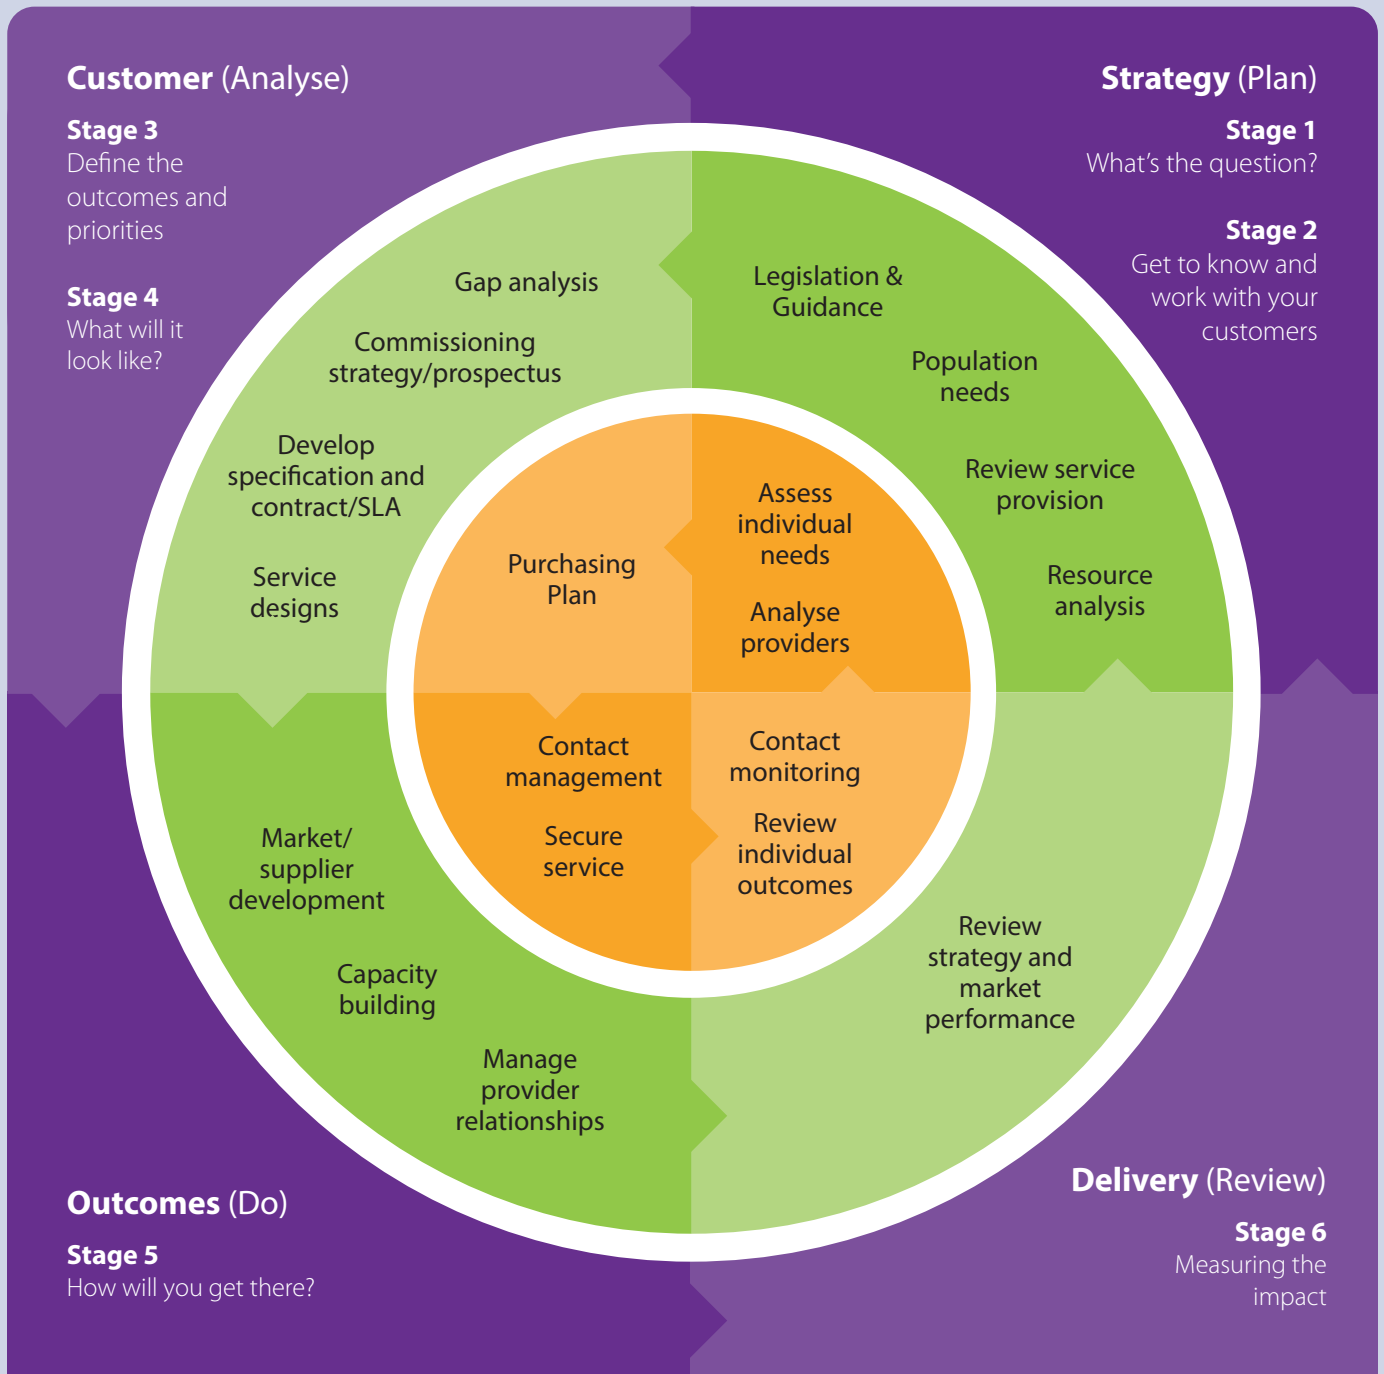 Customer (Analyse)
Stage 3
Define the
outcomes and
priorities
Stage 4
What will it
look like?
Strategy (Plan)
Stage 1
What's the question?
Stage 2
Get to know and
work with your
customers
Gap analysis
Commissioning
strategy/prospectus
Develop
specification and
contract/SLA
Service
designs
Legislation &
Guidance
Population
needs
Review service
provision
Resource
analysis
Purchasing
Plan
Assess
individual
needs
Analyse
providers
Contact
management
Secure
service
Contact
monitoring
Review
individual
outcomes
Market/
supplier
development
Capacity
building
Manage
provider
relationships
Review
strategy and
market
performance
Outcomes (Do)
Stage 5
How will you get there?
Delivery (Review)
Stage 6
Measuring the
impact